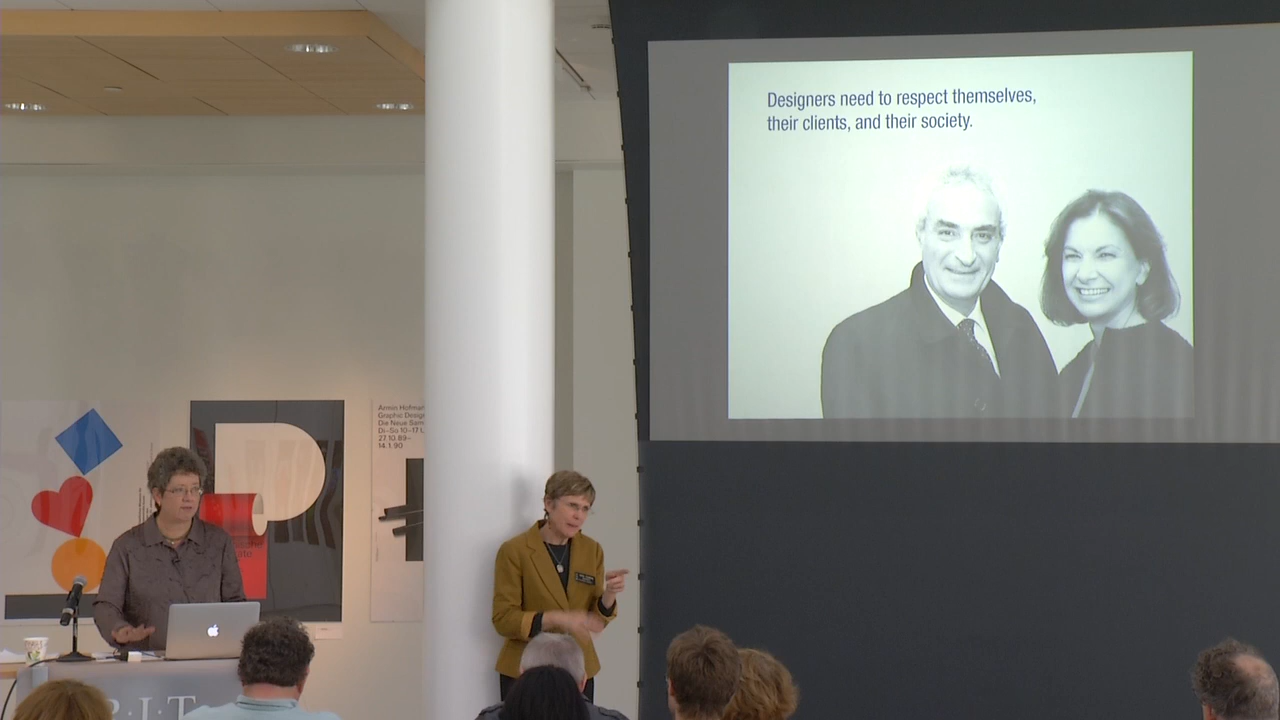 Designers need to respect themselves,
their clients, and their society.
Armin Hofmann
Graphic Design
Die Neue Samm
Di–So 10–17 U
27.10.89–
14.1.90
R·I·T